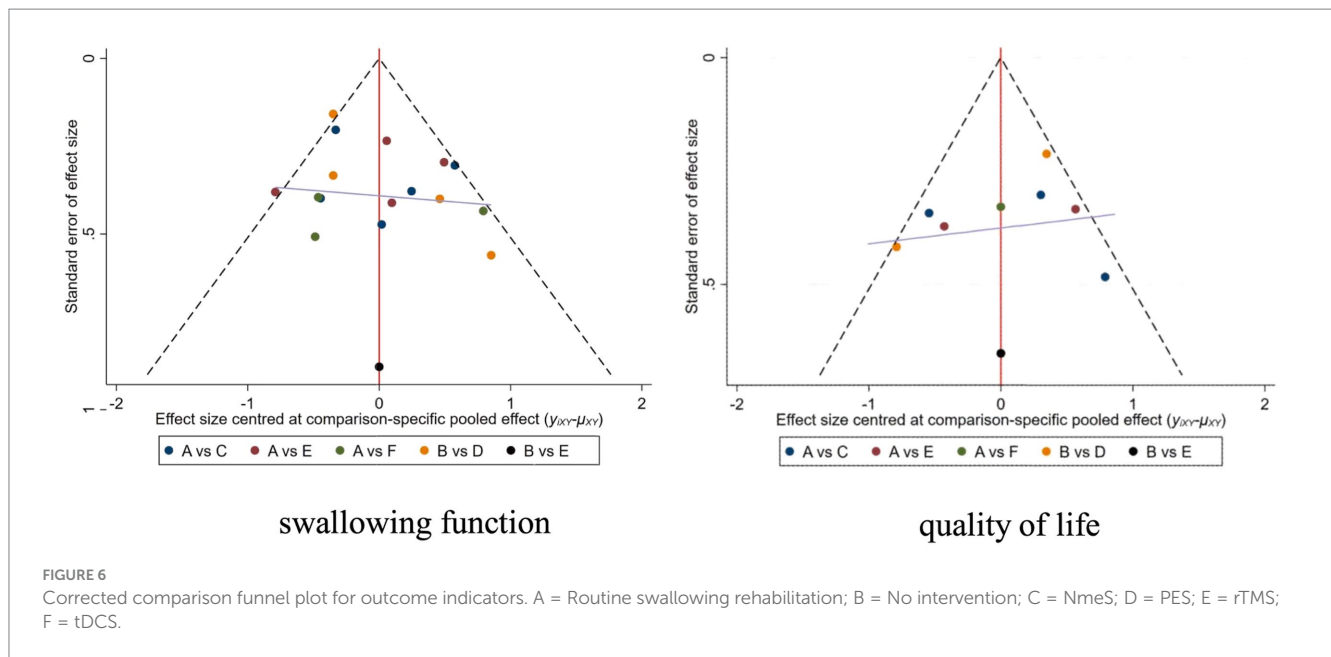 0
.5
1
Standard error of effect size
-2
-1
0
1
2
Effect size centred at comparison-specific pooled effect (yiXY-μXY)
A vs C A vs E A vs F B vs D B vs E
swallowing function
0
.5
Standard error of effect size
-2
-1
0
1
2
Effect size centred at comparison-specific pooled effect (yiXY-μXY)
A vs C A vs E A vs F B vs D B vs E
quality of life
FIGURE 6
Corrected comparison funnel plot for outcome indicators. A = Routine swallowing rehabilitation; B = No intervention; C = NmeS; D = PES; E = rTMS;
F = tDCS.